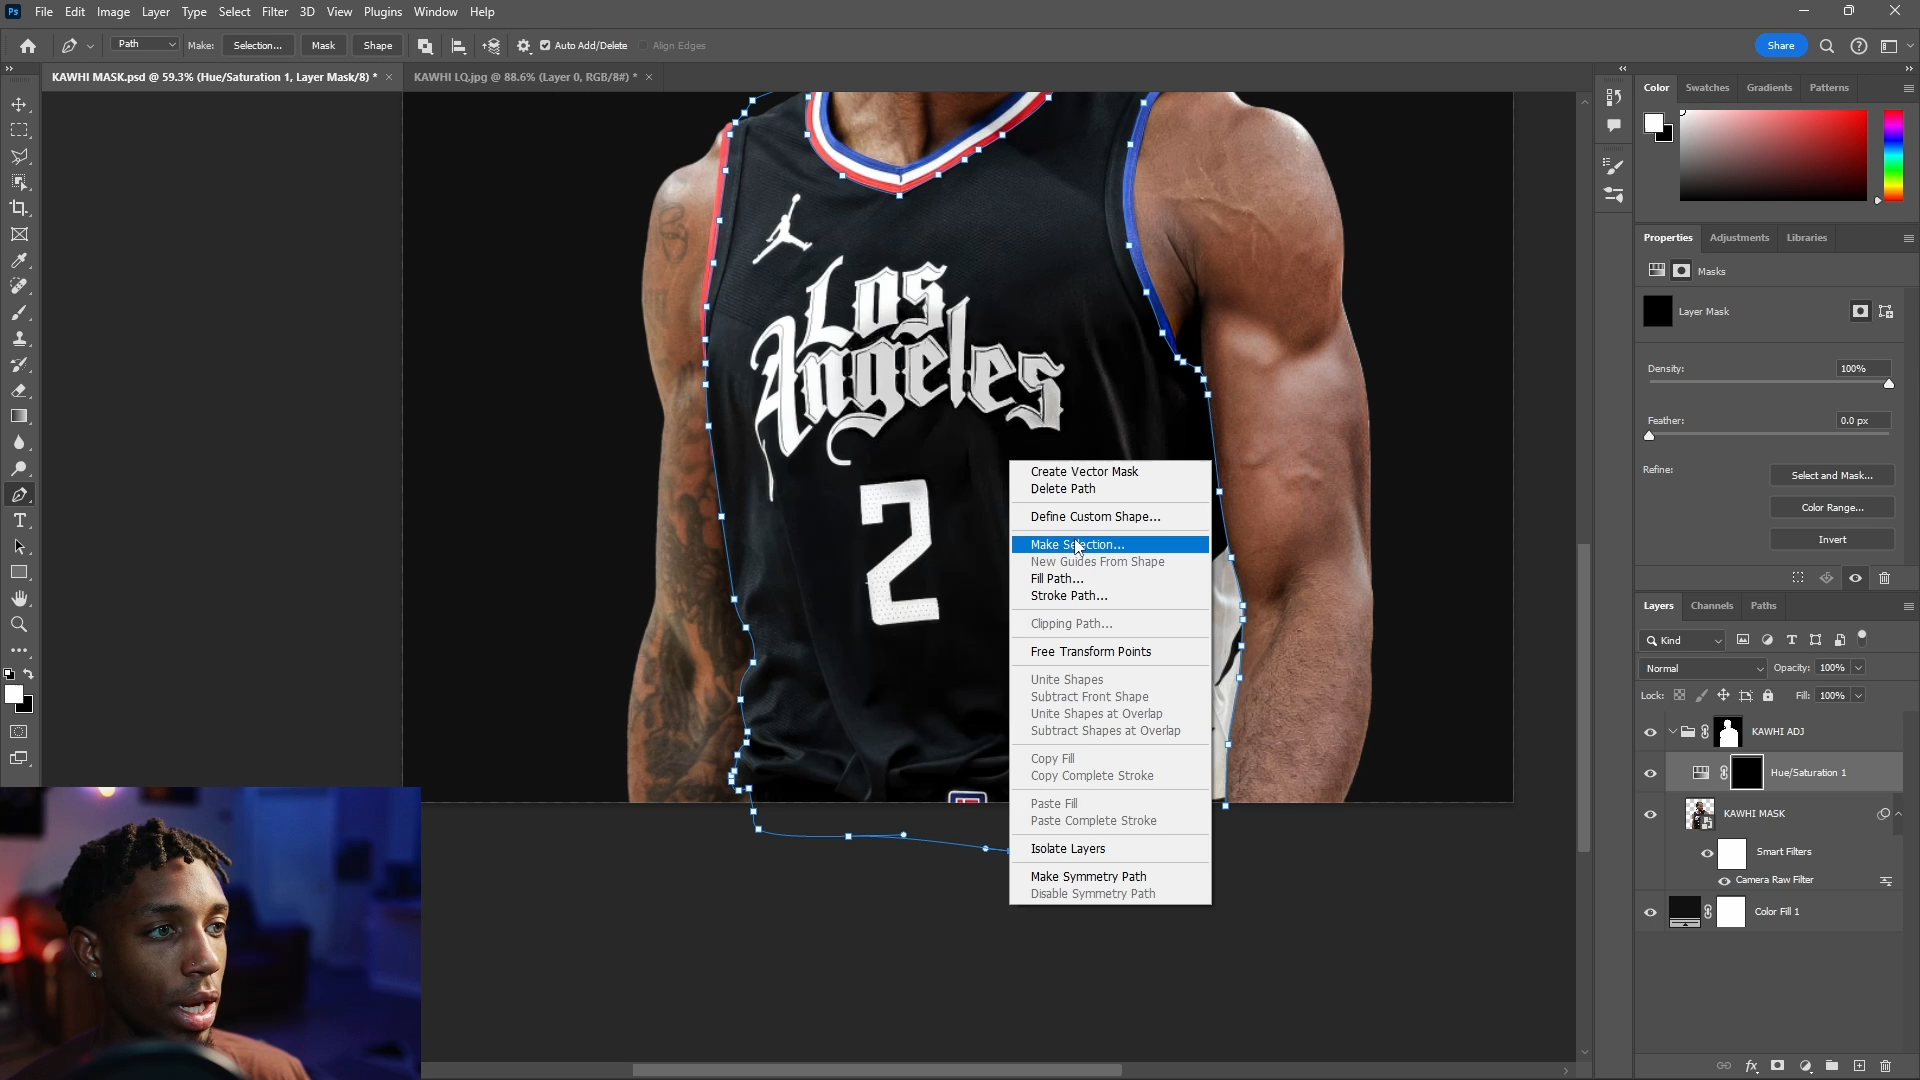 Ps File Edit Image Layer Type Select Filter 3D View Plugins Window Help
Path Make: Selection... Mask Shape Auto Add/Delete Align Edges Share
KAWHI MASK.psd @ 59.3% (Hue/Saturation 1, Layer Mask/8) * KAWHI LQ.jpg @ 88.6% (Layer 0, RGB/8#) *
Color Swatches Gradients Patterns
Los
Angeles
2
Create Vector Mask
Delete Path
Define Custom Shape...
Make Selection...
New Guides From Shape
Fill Path...
Stroke Path...
Clipping Path...
Free Transform Points
Unite Shapes
Subtract Front Shape
Unite Shapes at Overlap
Subtract Shapes at Overlap
Copy Fill
Copy Complete Stroke
Paste Fill
Paste Complete Stroke
Isolate Layers
Make Symmetry Path
Disable Symmetry Path
Properties Adjustments Libraries
Masks
Layer Mask
Density: 100%
Feather: 0.0 px
Refine: Select and Mask...
Color Range...
Invert
Layers Channels Paths
Kind
Normal Opacity: 100%
Lock: Fill: 100%
KAWHI ADJ
Hue/Saturation 1
KAWHI MASK
Smart Filters
Camera Raw Filter
Color Fill 1